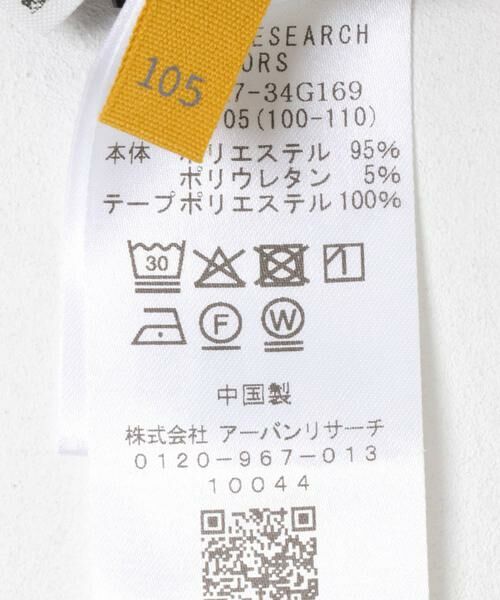 105
ESEARCH
ORS
7-34G169
05(100-110)
本体 ポリエステル 95%
ポリウレタン 5%
テープポリエステル100%
30
F W
中国製
株式会社 アーバンリサーチ
0120-967-013
10044